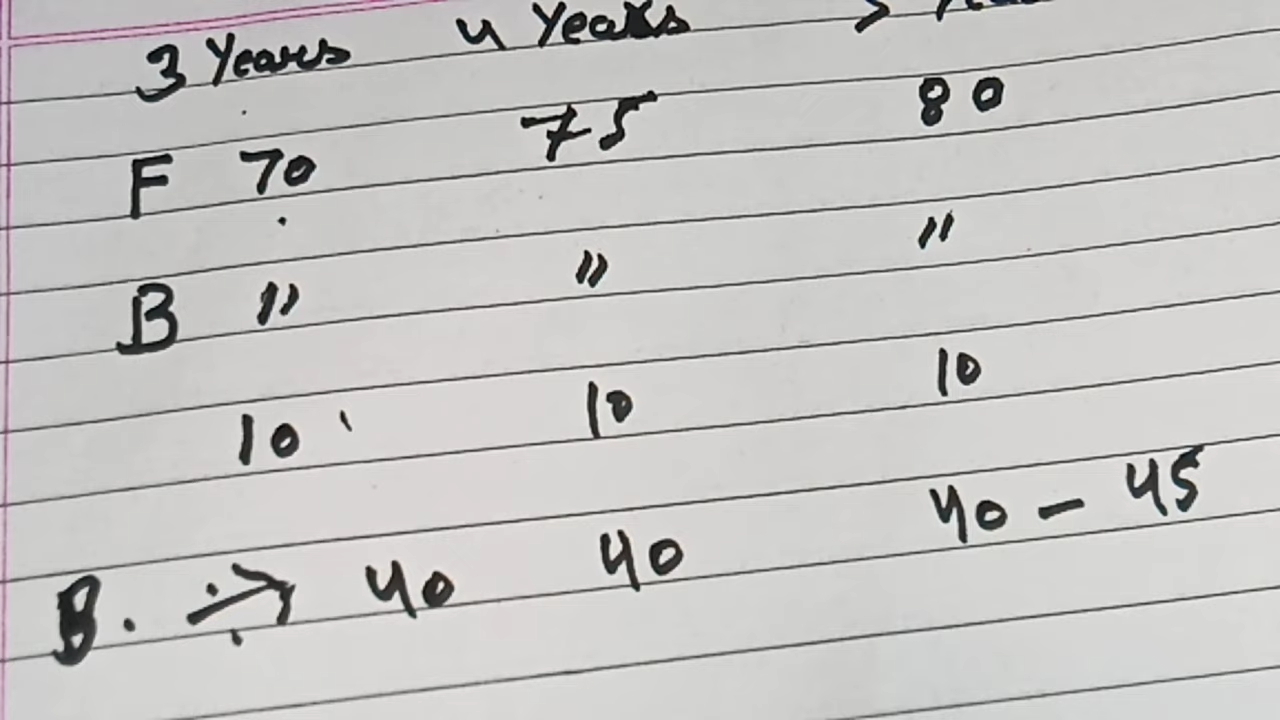 3 Years 4 Years
F 70 75 80
B " " "
10 10 10
B. 40 40 40 - 45